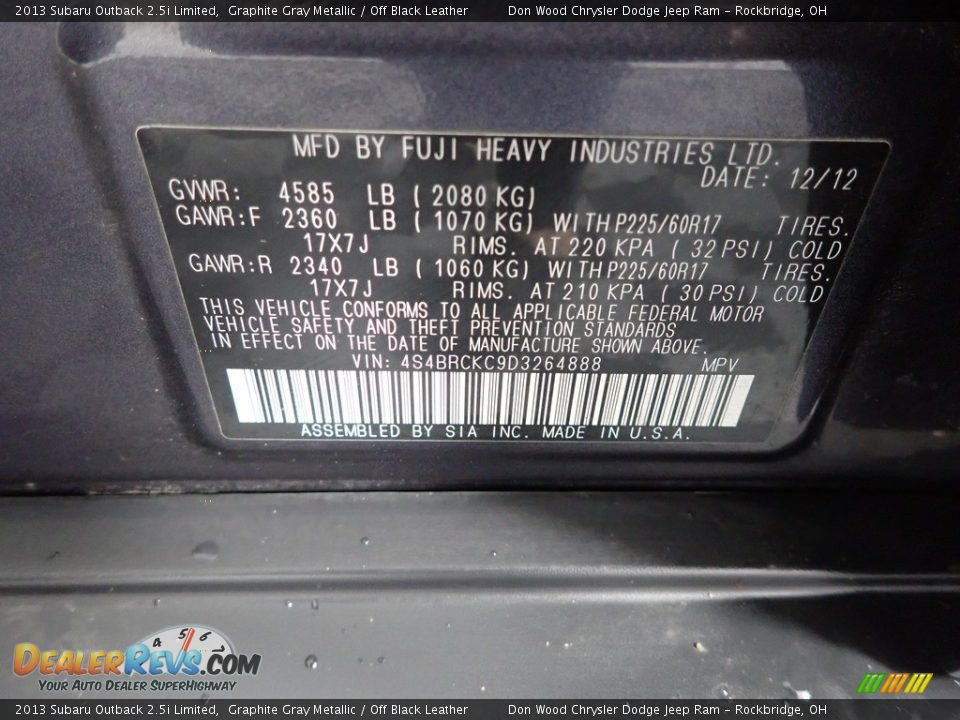 2013 Subaru Outback 2.5i Limited, Graphite Gray Metallic / Off Black Leather Don Wood Chrysler Dodge Jeep Ram - Rockbridge, OH
MFD BY FUJI HEAVY INDUSTRIES LTD.
DATE: 12/12
GVWR: 4585 LB (2080 KG)
GAWR:F 2360 LB (1070 KG) WITH P225/60R17 TIRES.
17X7J RIMS. AT 220 KPA (32 PSI) COLD
GAWR:R 2340 LB (1060 KG) WITH P225/60R17 TIRES.
17X7J RIMS. AT 210 KPA (30 PSI) COLD
THIS VEHICLE CONFORMS TO ALL APPLICABLE FEDERAL MOTOR
VEHICLE SAFETY AND THEFT PREVENTION STANDARDS
IN EFFECT ON THE DATE OF MANUFACTURE SHOWN ABOVE.
VIN: 4S4BRCKC9D3264888 MPV
ASSEMBLED BY SIA INC. MADE IN U.S.A.
4 5 6 7
DealerRevs.com
Your Auto Dealer SuperHighway
2013 Subaru Outback 2.5i Limited, Graphite Gray Metallic / Off Black Leather Don Wood Chrysler Dodge Jeep Ram - Rockbridge, OH